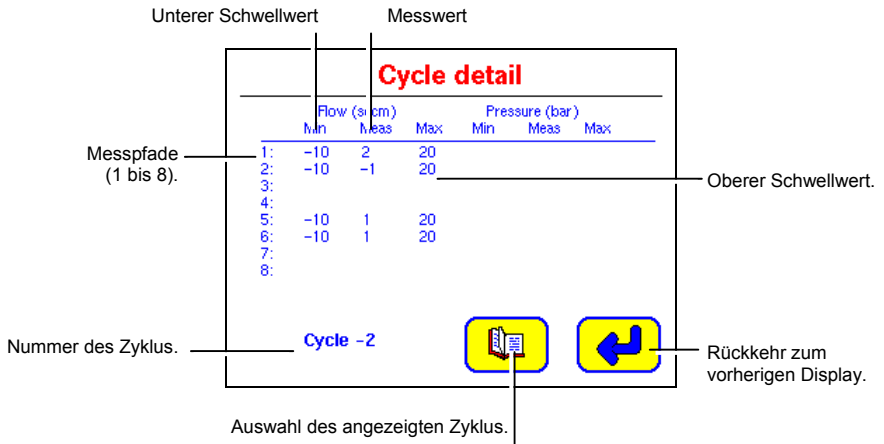 Unterer Schwellwert Messwert
Cycle detail
Flow (sccm) Pressure (bar)
Min Meas Max Min Meas Max
Messpfade
(1 bis 8).
1: -10 2 20
2: -10 -1 20
3:
4:
5: -10 1 20
6: -10 1 20
7:
8:
Oberer Schwellwert.
Nummer des Zyklus.
Cycle -2
Rückkehr zum
vorherigen Display.
Auswahl des angezeigten Zyklus.